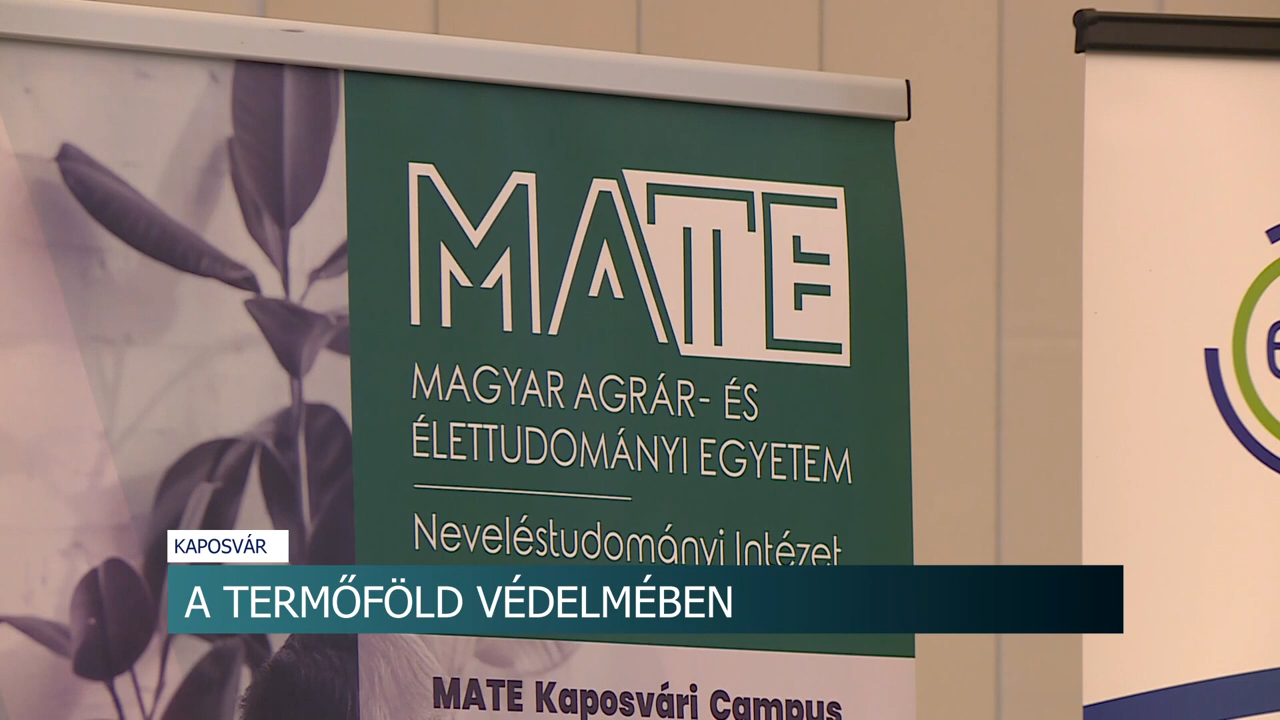 MATE
MAGYAR AGRÁR- ÉS
ÉLETTUDOMÁNYI EGYETEM
Neveléstudományi Intézet
KAPOSVÁR
A TERMŐFÖLD VÉDELMÉBEN
MATE Kaposvári Campus